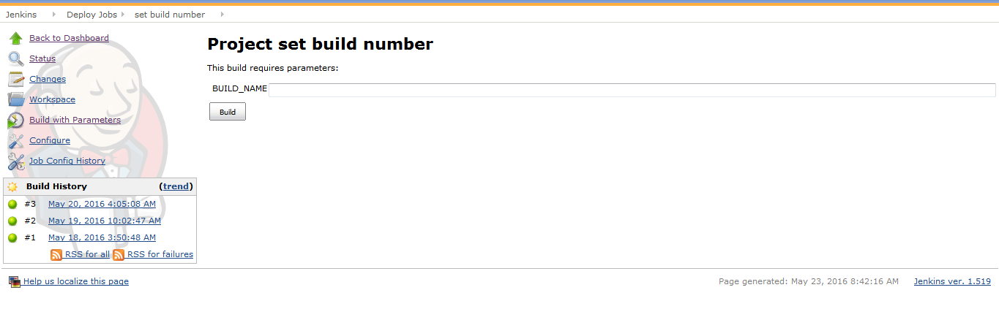 Jenkins Deploy Jobs set build number
Back to Dashboard
Status
Changes
Workspace
Build with Parameters
Configure
Job Config History
Build History (trend)
#3 May 20, 2016 4:05:08 AM
#2 May 19, 2016 10:02:47 AM
#1 May 18, 2016 3:50:48 AM
RSS for all RSS for failures
Project set build number
This build requires parameters:
BUILD_NAME
Build
Help us localize this page Page generated: May 23, 2016 8:42:16 AM Jenkins ver. 1.519